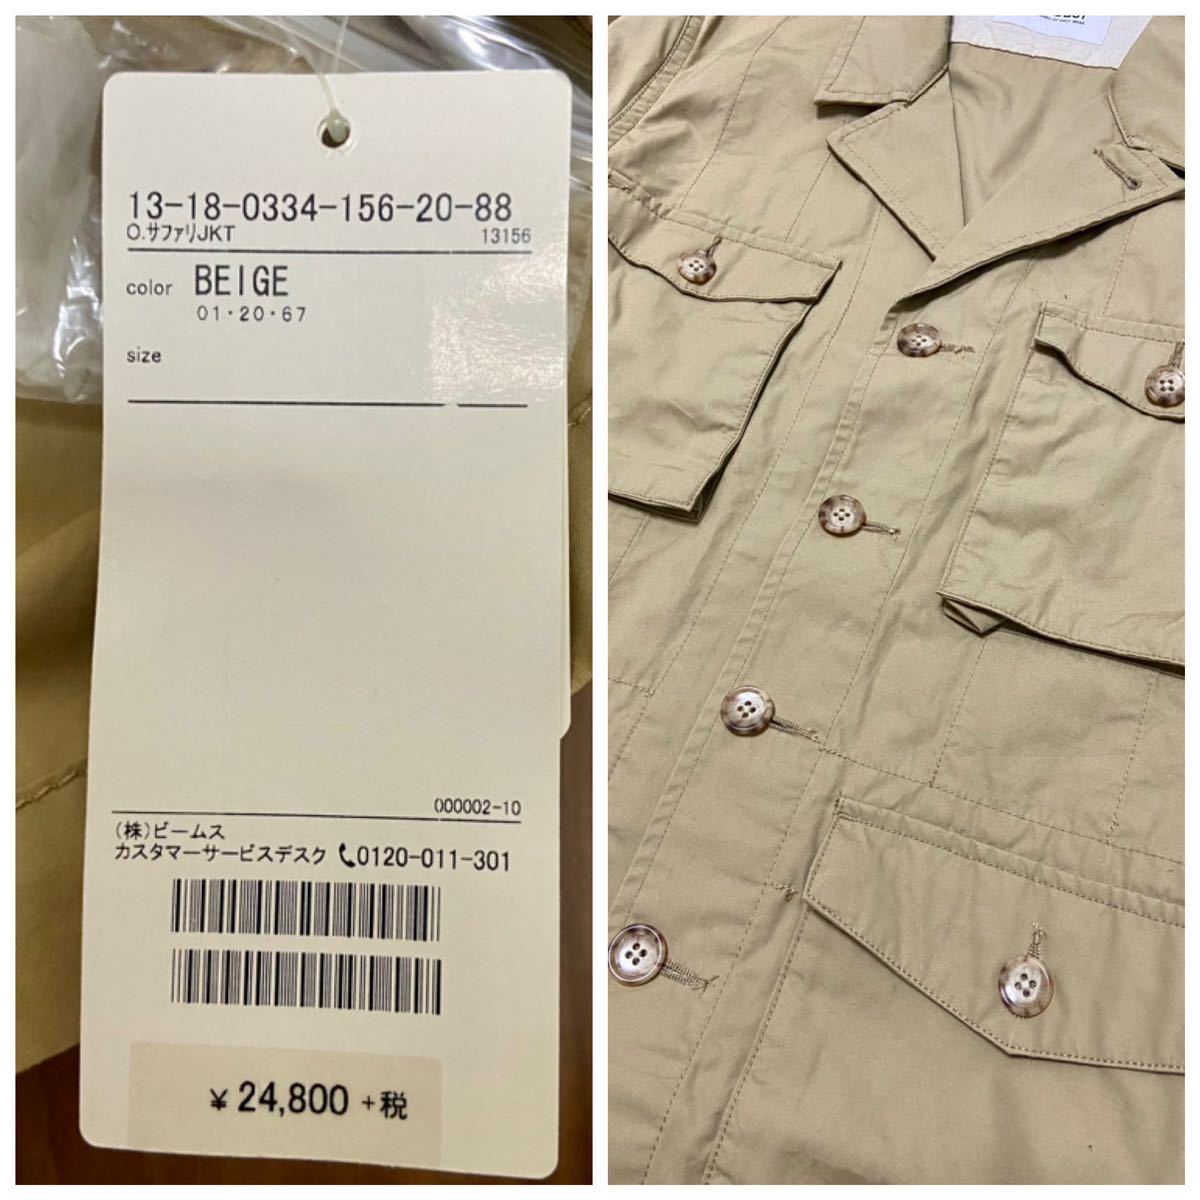 13-18-0334-156-20-88
O.サファリJKT 13156
color BEIGE
01・20・67
size
000002-10
(株)ビームス
カスタマーサービスデスク 0120-011-301
¥ 24,800 +税